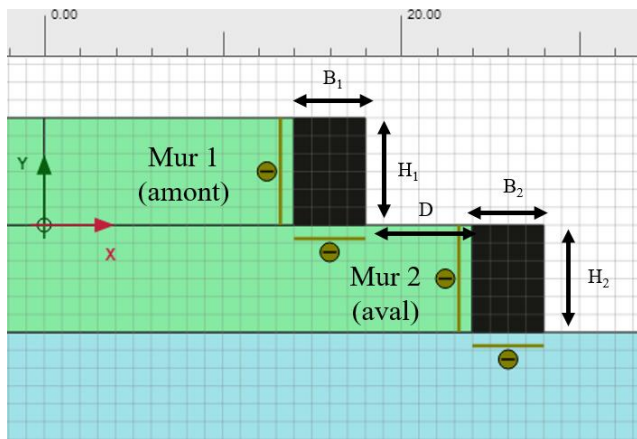 0.00
20.00
B₁
Mur 1
(amont)
H₁
Y
D
B₂
X
Mur 2
(aval)
H₂